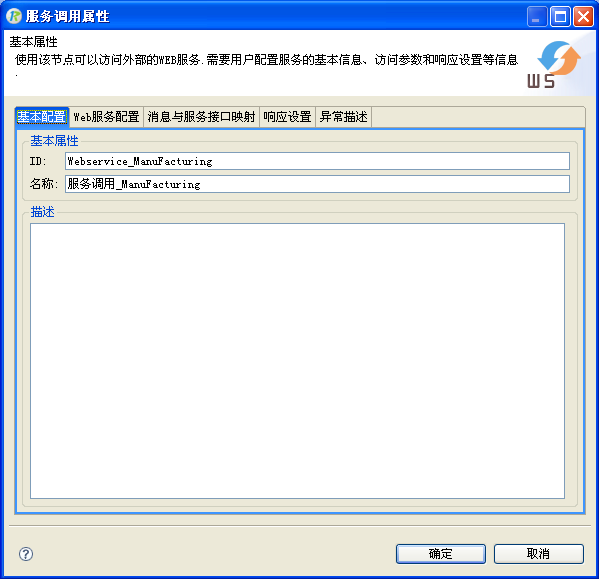 服务调用属性
基本属性
使用该节点可以访问外部的WEB服务.需要用户配置服务的基本信息、访问参数和响应设置等信息
.
WS
基本配置 Web服务配置 消息与服务接口映射 响应设置 异常描述
基本属性
ID: Webservice_ManuFacturing
名称: 服务调用_ManuFacturing
描述
确定 取消